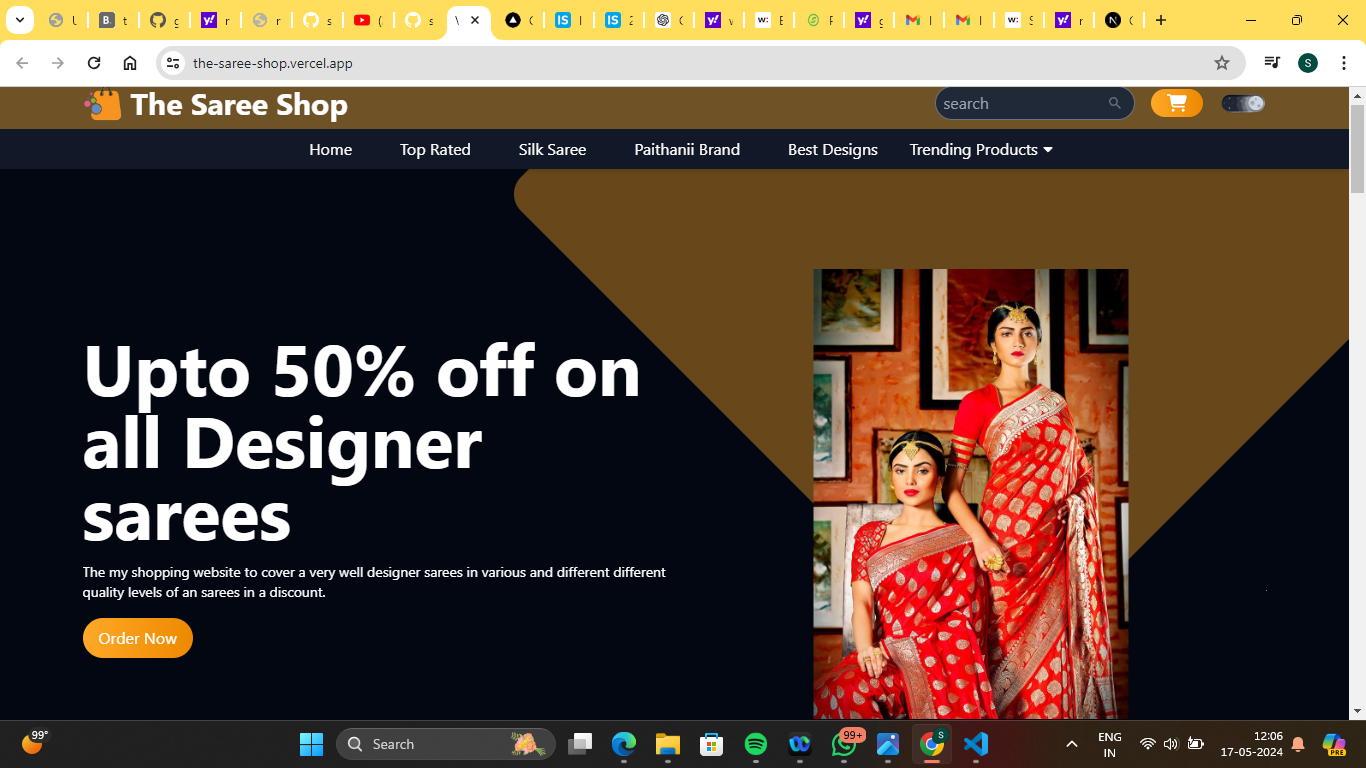 the-saree-shop.vercel.app
S
The Saree Shop
search
Home
Top Rated
Silk Saree
Paithanii Brand
Best Designs
Trending Products
Upto 50% off on
all Designer
sarees
The my shopping website to cover a very well designer sarees in various and different different
quality levels of an sarees in a discount.
Order Now
99°
Search
99+
S
ENG
IN
12:06
17-05-2024
PRE